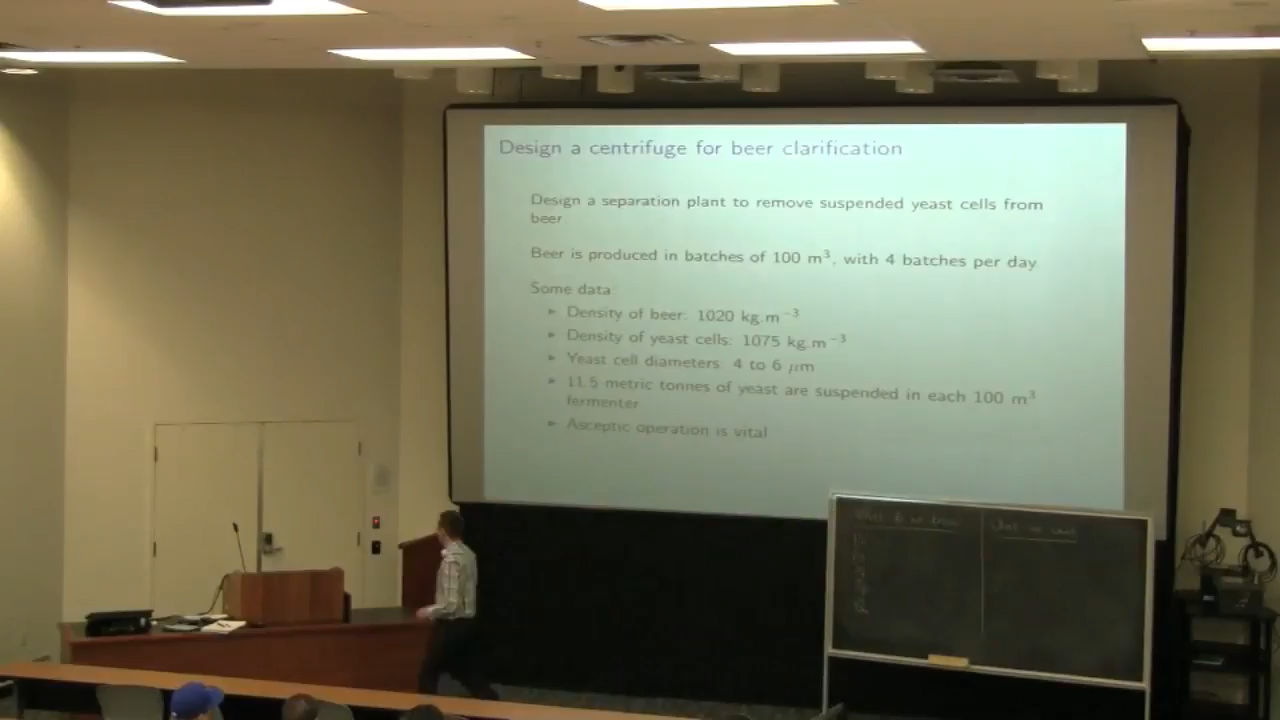 Design a centrifuge for beer clarification
Design a separation plant to remove suspended yeast cells from
beer
Beer is produced in batches of 100 m³, with 4 batches per day
Some data:
► Density of beer: 1020 kg.m⁻³
► Density of yeast cells: 1075 kg.m⁻³
► Yeast cell diameters: 4 to 6 μm
► 11.5 metric tonnes of yeast are suspended in each 100 m³
fermenter
► Asceptic operation is vital
What
we